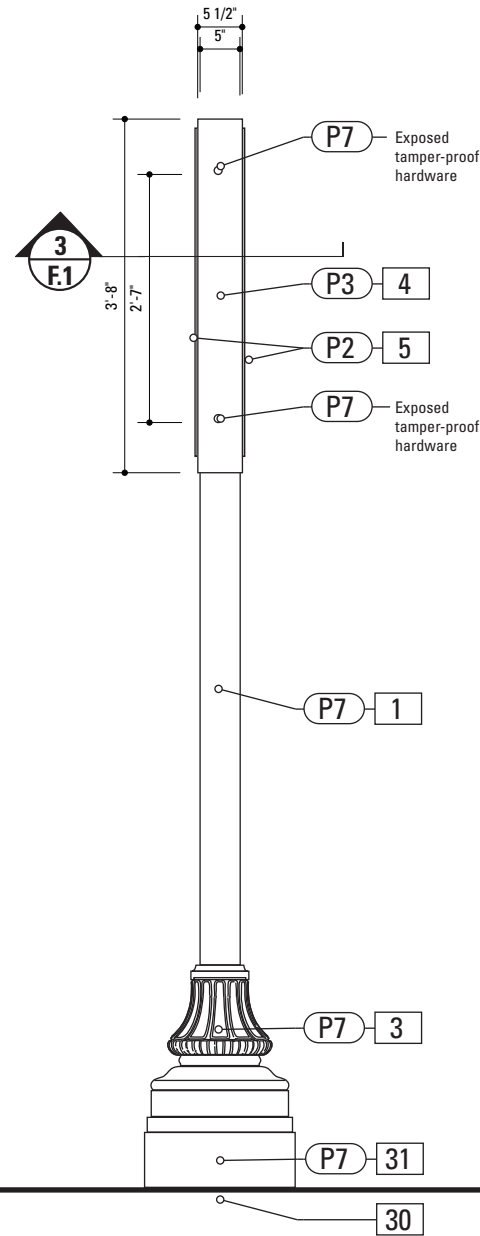 5 1/2"
5"
P7
Exposed
tamper-proof
hardware
3
F.1
3'-8"
2'-7"
P3 4
P2 5
P7
Exposed
tamper-proof
hardware
P7 1
P7 3
P7 31
30